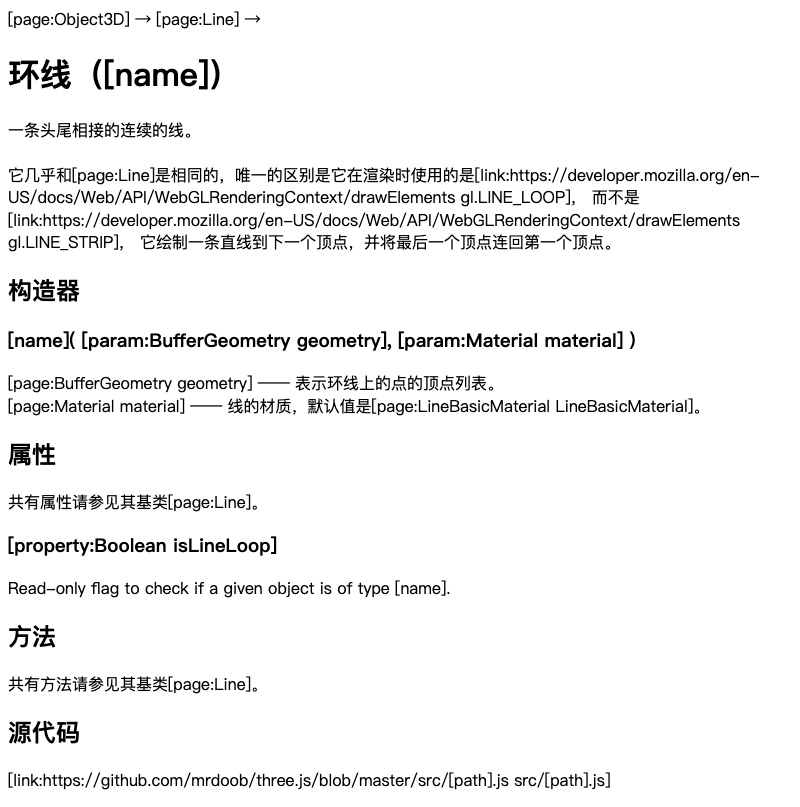 [page:Object3D] → [page:Line] →
环线（[name]）
一条头尾相接的连续的线。
它几乎和[page:Line]是相同的，唯一的区别是它在渲染时使用的是[link:https://developer.mozilla.org/en-
US/docs/Web/API/WebGLRenderingContext/drawElements gl.LINE_LOOP]， 而不是
[link:https://developer.mozilla.org/en-US/docs/Web/API/WebGLRenderingContext/drawElements
gl.LINE_STRIP]， 它绘制一条直线到下一个顶点，并将最后一个顶点连回第一个顶点。
构造器
[name]( [param:BufferGeometry geometry], [param:Material material] )
[page:BufferGeometry geometry] —— 表示环线上的点的顶点列表。
[page:Material material] —— 线的材质，默认值是[page:LineBasicMaterial LineBasicMaterial]。
属性
共有属性请参见其基类[page:Line]。
[property:Boolean isLineLoop]
Read-only flag to check if a given object is of type [name].
方法
共有方法请参见其基类[page:Line]。
源代码
[link:https://github.com/mrdoob/three.js/blob/master/src/[path].js src/[path].js]